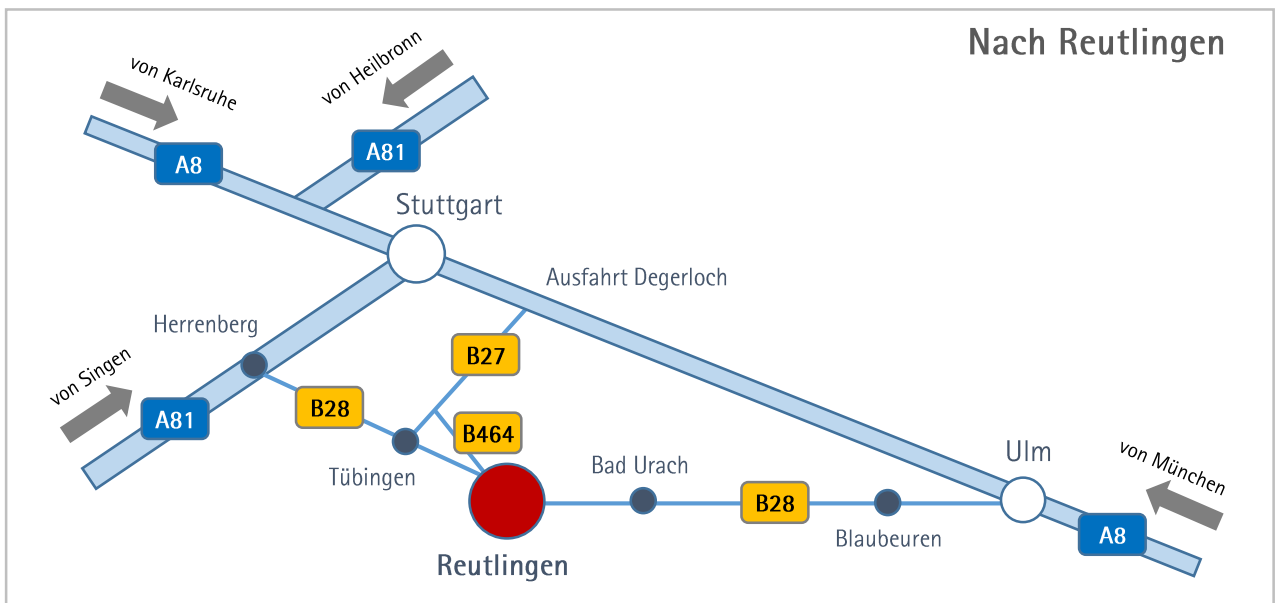 Nach Reutlingen
von Karlsruhe
von Heilbronn
A8
A81
Stuttgart
Ausfahrt Degerloch
Herrenberg
von Singen
B27
A81
B28
B464
Tübingen
Bad Urach
Ulm
von München
B28
A8
Blaubeuren
Reutlingen